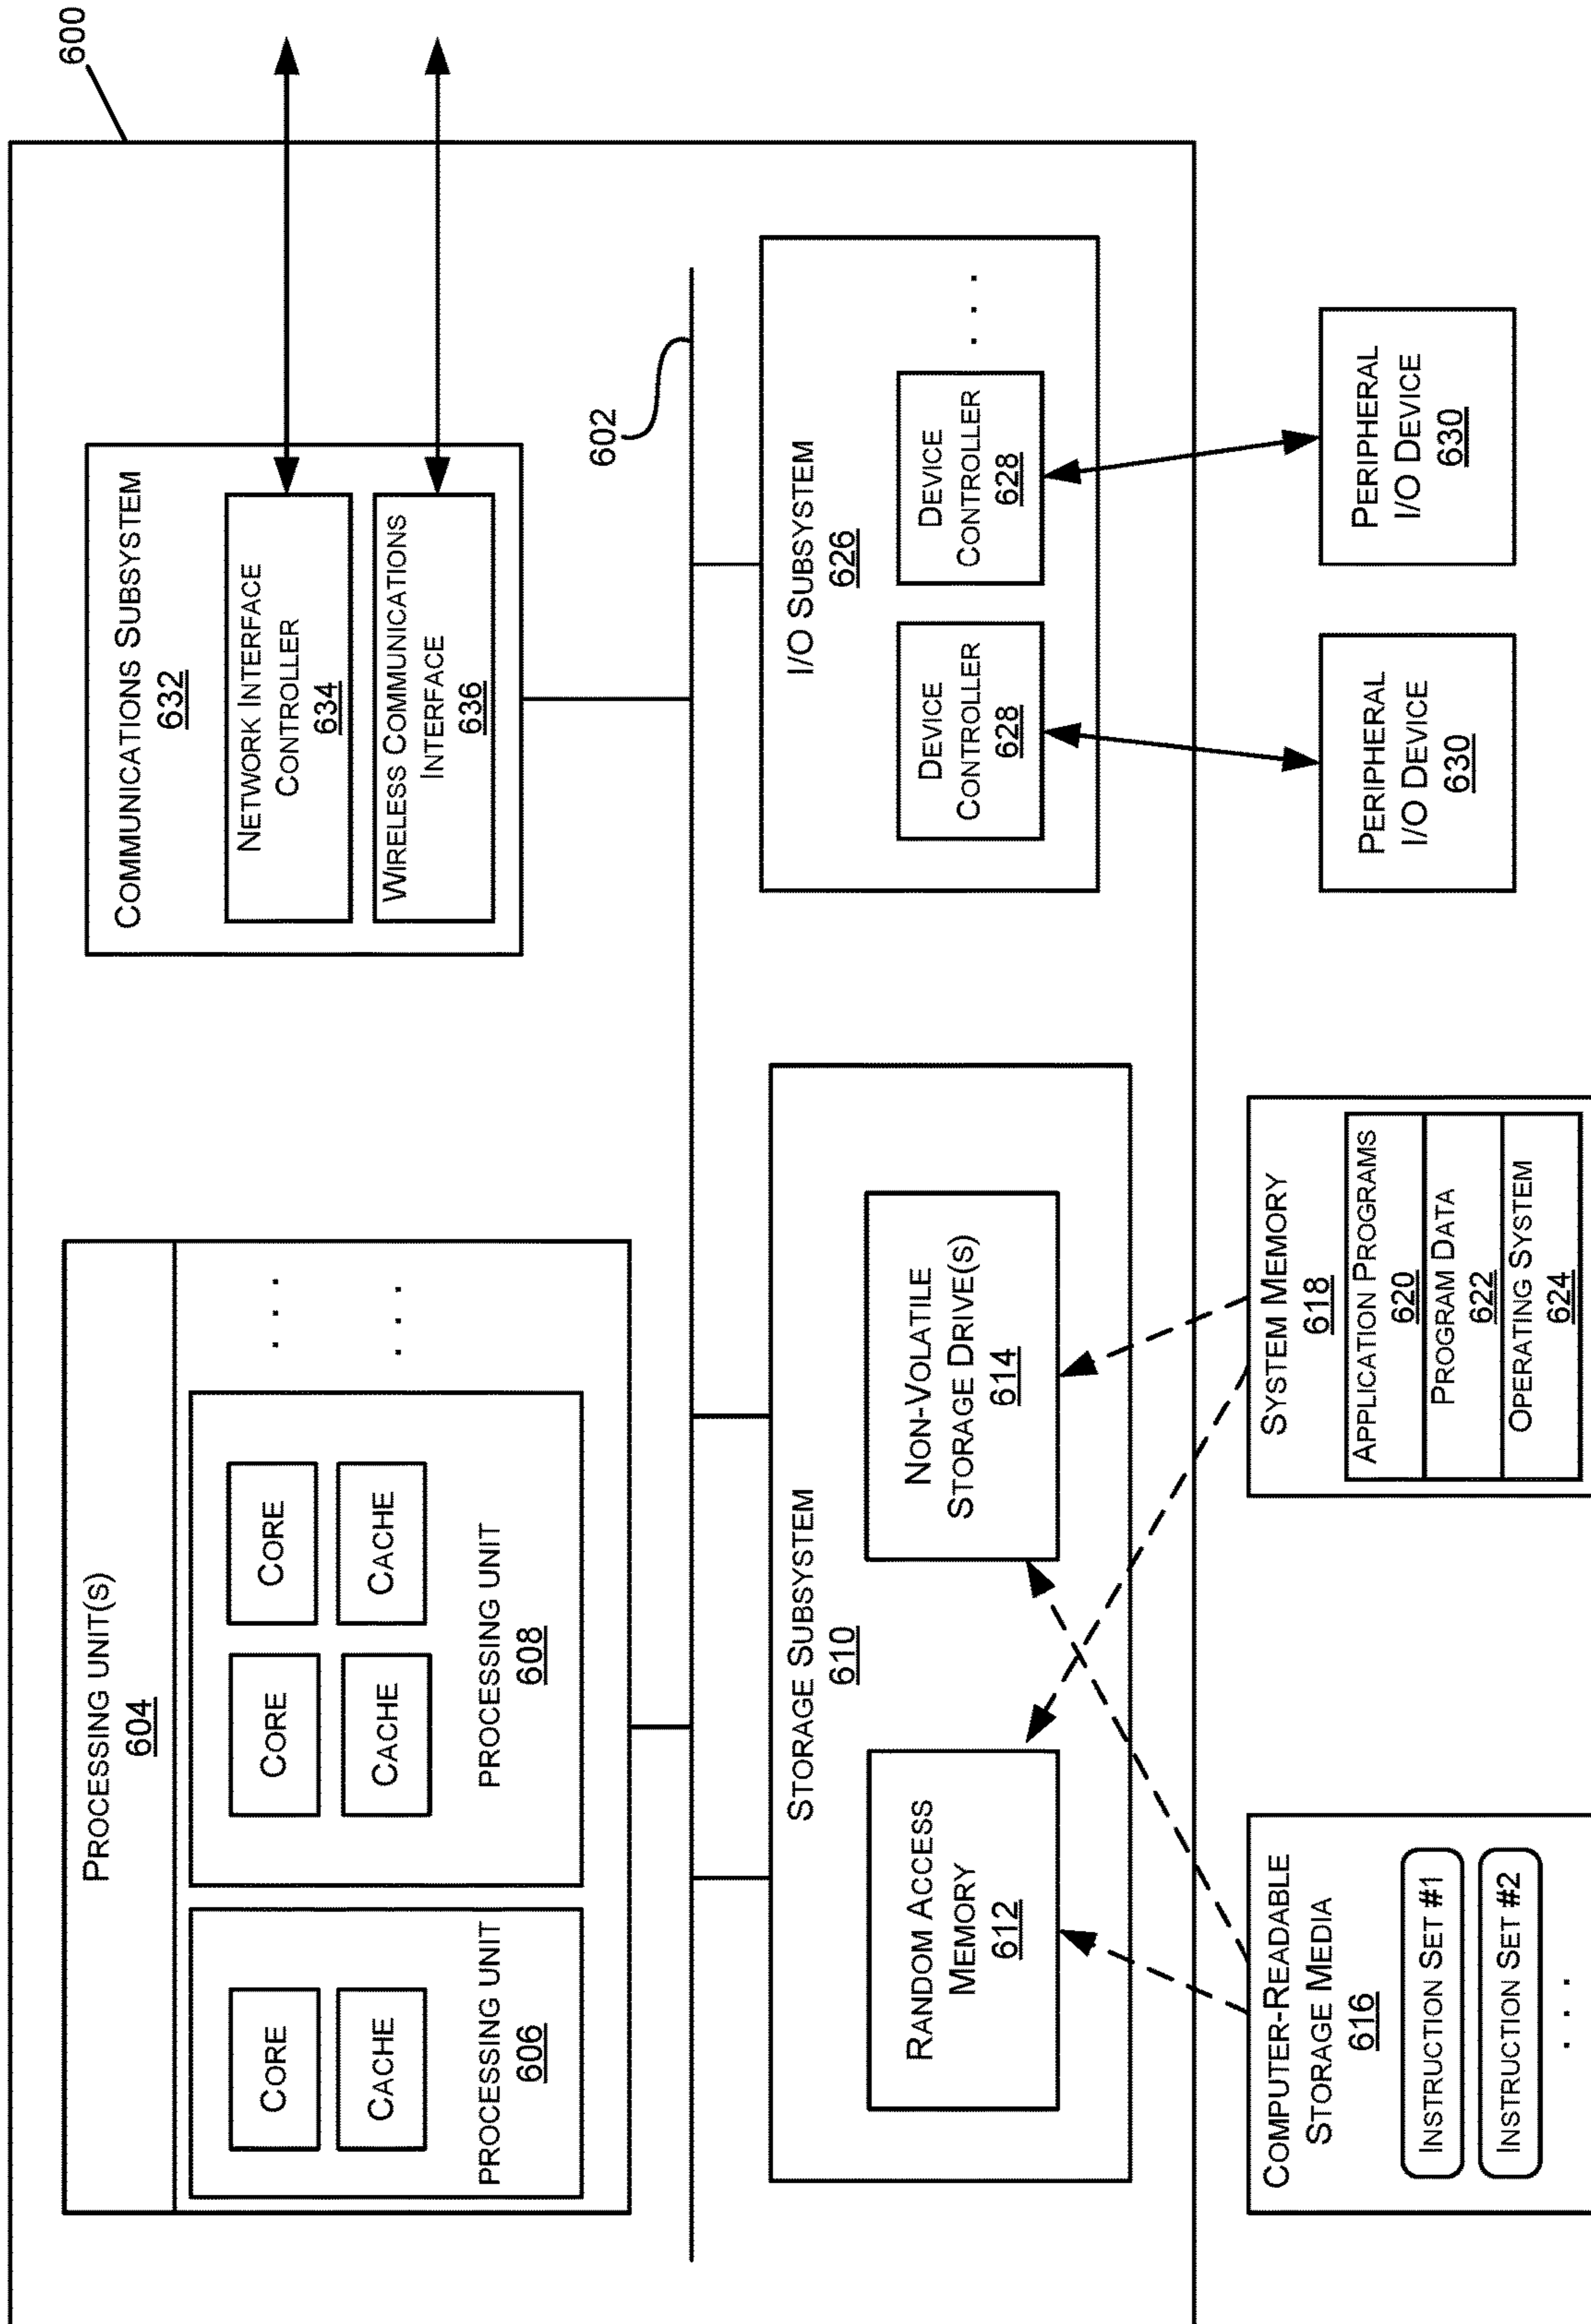 600
PROCESSING UNIT(S)
604
CORE
CACHE
PROCESSING UNIT
606
CORE
CORE
CACHE
CACHE
PROCESSING UNIT
608
. . .
. . .
COMMUNICATIONS SUBSYSTEM
632
NETWORK INTERFACE
CONTROLLER
634
WIRELESS COMMUNICATIONS
INTERFACE
636
602
STORAGE SUBSYSTEM
610
RANDOM ACCESS
MEMORY
612
NON-VOLATILE
STORAGE DRIVE(S)
614
I/O SUBSYSTEM
626
DEVICE
CONTROLLER
628
DEVICE
CONTROLLER
628
. . .
COMPUTER-READABLE
STORAGE MEDIA
616
INSTRUCTION SET #1
INSTRUCTION SET #2
. . .
SYSTEM MEMORY
618
APPLICATION PROGRAMS
620
PROGRAM DATA
622
OPERATING SYSTEM
624
PERIPHERAL
I/O DEVICE
630
PERIPHERAL
I/O DEVICE
630